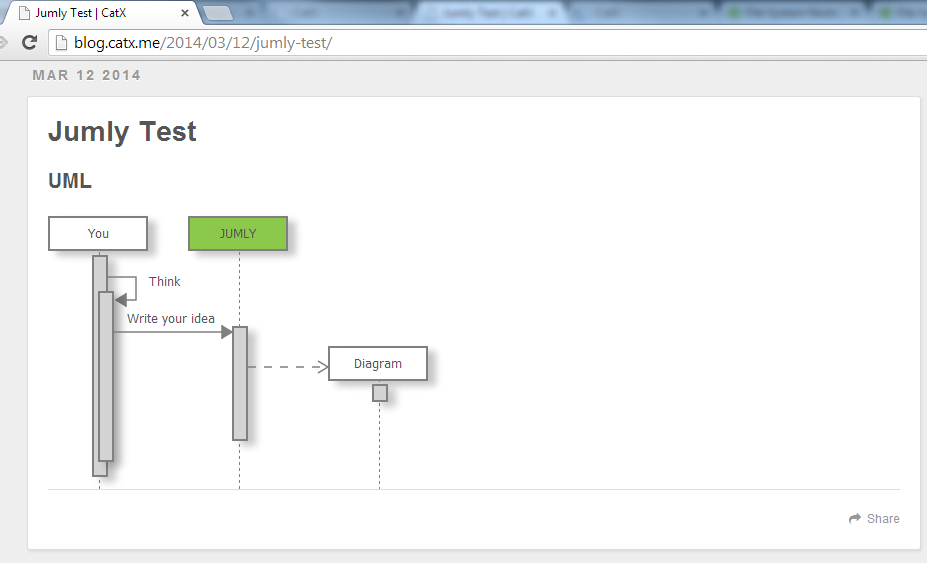 Jumly Test | CatX
blog.catx.me/2014/03/12/jumly-test/
MAR 12 2014
Jumly Test
UML
You
JUMLY
Think
Write your idea
Diagram
Share